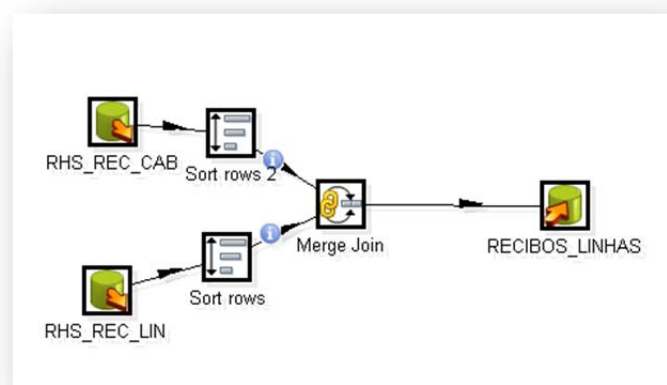 RHS_REC_CAB
Sort rows 2
Merge Join
RECIBOS_LINHAS
Sort rows
RHS_REC_LIN